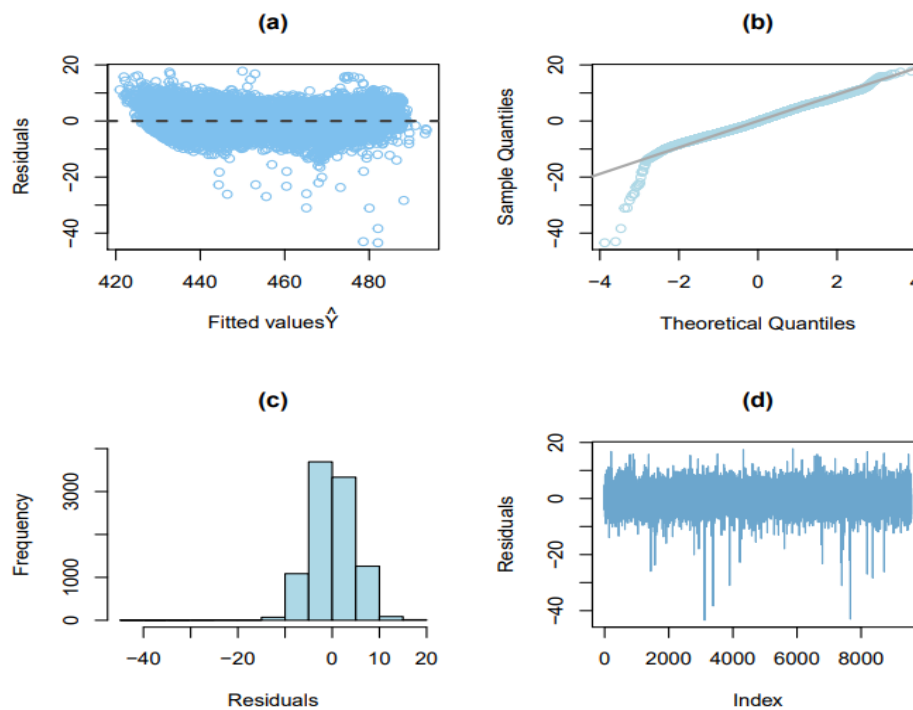 (a)
20
0
−20
−40
Residuals
420 440 460 480
Fitted valuesŶ
(b)
20
0
−20
−40
Sample Quantiles
−4 −2 0 2 4
Theoretical Quantiles
(c)
3000
1000
0
Frequency
−40 −20 0 10 20
Residuals
(d)
20
0
−20
−40
Residuals
0 2000 4000 6000 8000
Index